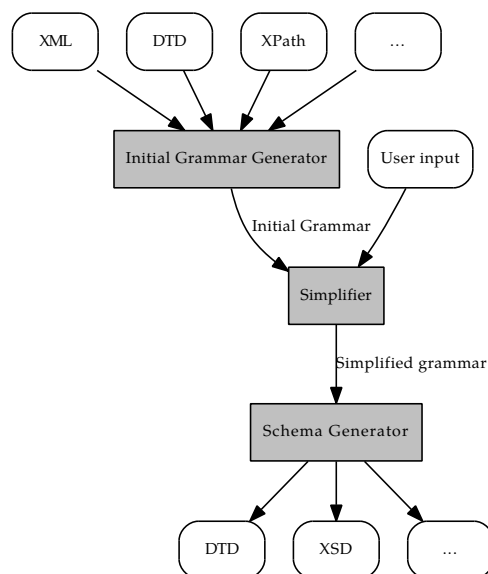 XML
DTD
XPath
...
Initial Grammar Generator
User input
Initial Grammar
Simplifier
Simplified grammar
Schema Generator
DTD
XSD
...